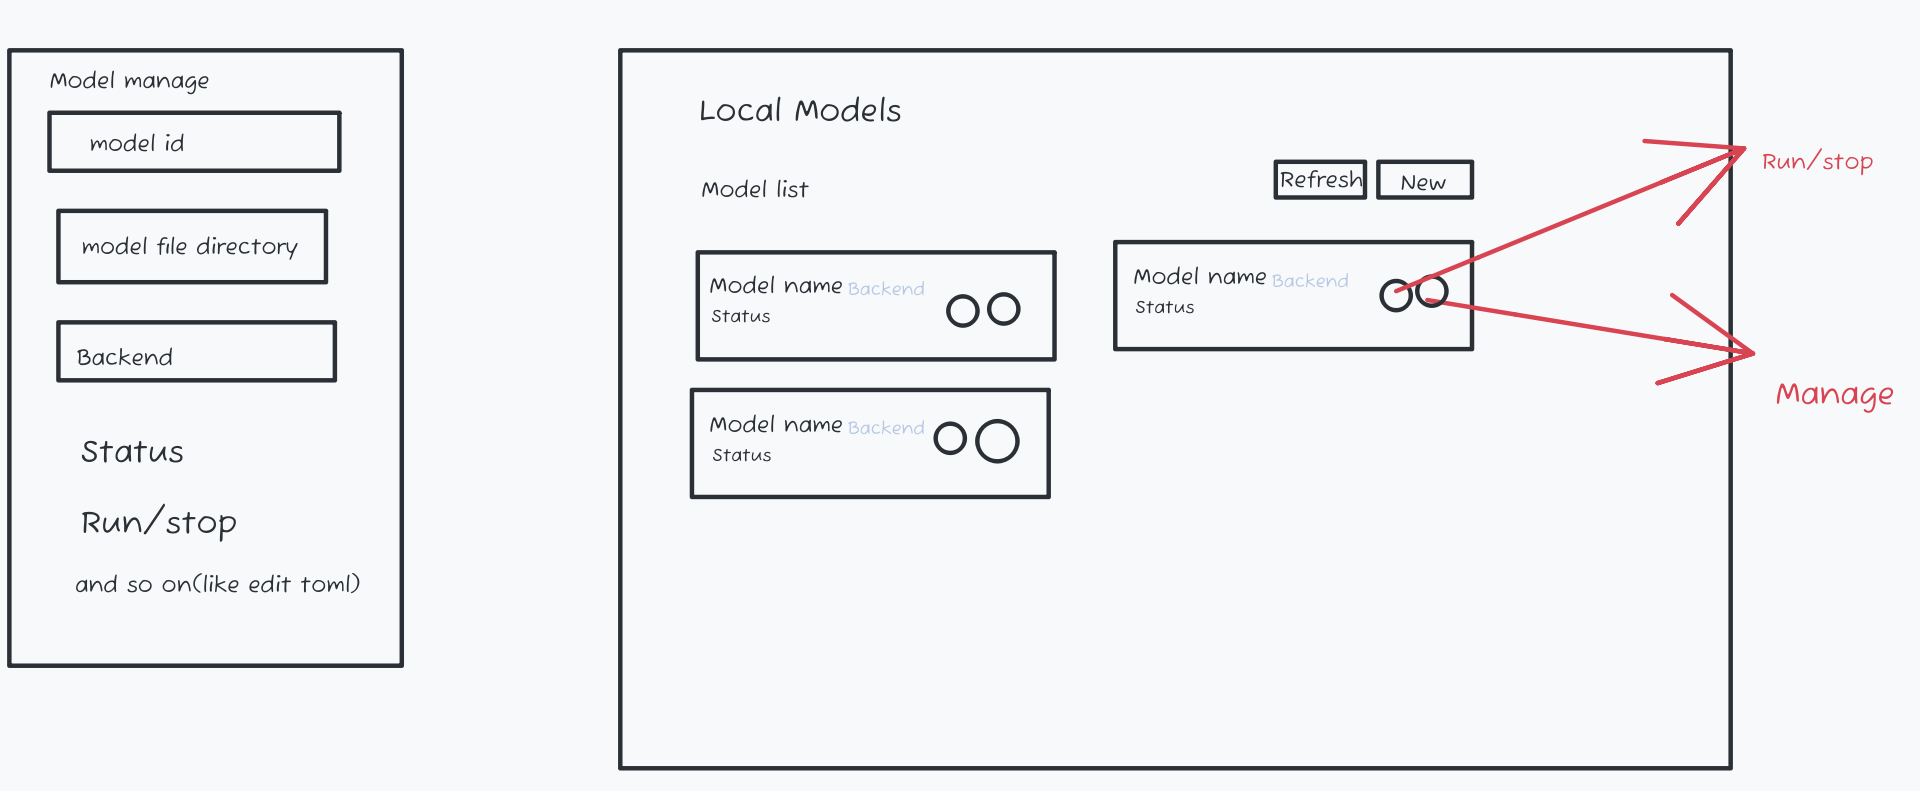 Model manage
model id
model file directory
Backend
Status
Run/stop
and so on(like edit toml)
Local Models
Model list
Refresh
New
Model name Backend
Status
Model name Backend
Status
Model name Backend
Status
Run/stop
Manage